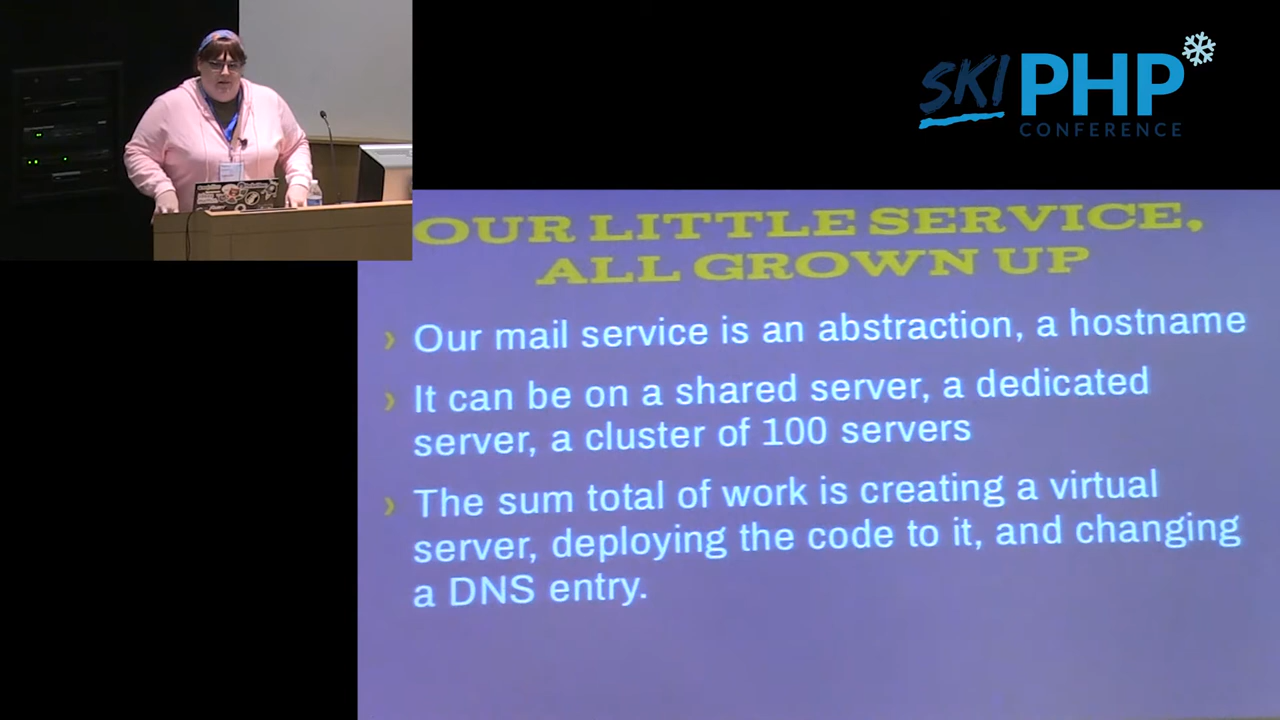 SKI PHP
CONFERENCE
OUR LITTLE SERVICE,
ALL GROWN UP
› Our mail service is an abstraction, a hostname
› It can be on a shared server, a dedicated
server, a cluster of 100 servers
› The sum total of work is creating a virtual
server, deploying the code to it, and changing
a DNS entry.